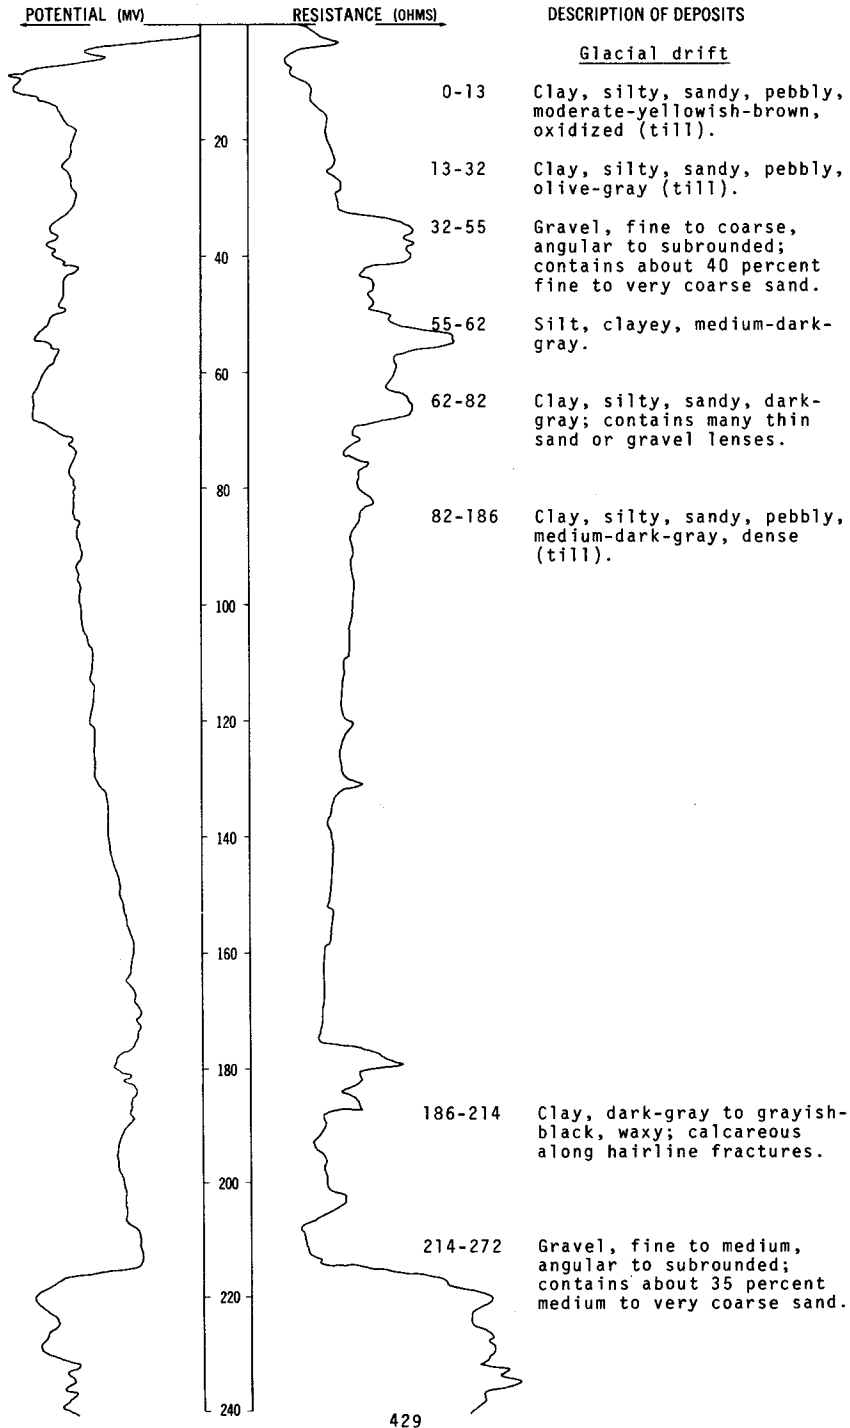 POTENTIAL (MV) RESISTANCE (OHMS) DESCRIPTION OF DEPOSITS
Glacial drift
0-13 Clay, silty, sandy, pebbly,
moderate-yellowish-brown,
oxidized (till).
20
13-32 Clay, silty, sandy, pebbly,
olive-gray (till).
32-55 Gravel, fine to coarse,
angular to subrounded;
40
contains about 40 percent
fine to very coarse sand.
55-62 Silt, clayey, medium-dark-
gray.
60
62-82 Clay, silty, sandy, dark-
gray; contains many thin
sand or gravel lenses.
80
82-186 Clay, silty, sandy, pebbly,
medium-dark-gray, dense
(till).
100
120
140
160
180
186-214 Clay, dark-gray to grayish-
black, waxy; calcareous
along hairline fractures.
200
214-272 Gravel, fine to medium,
angular to subrounded;
contains about 35 percent
medium to very coarse sand.
220
240
429